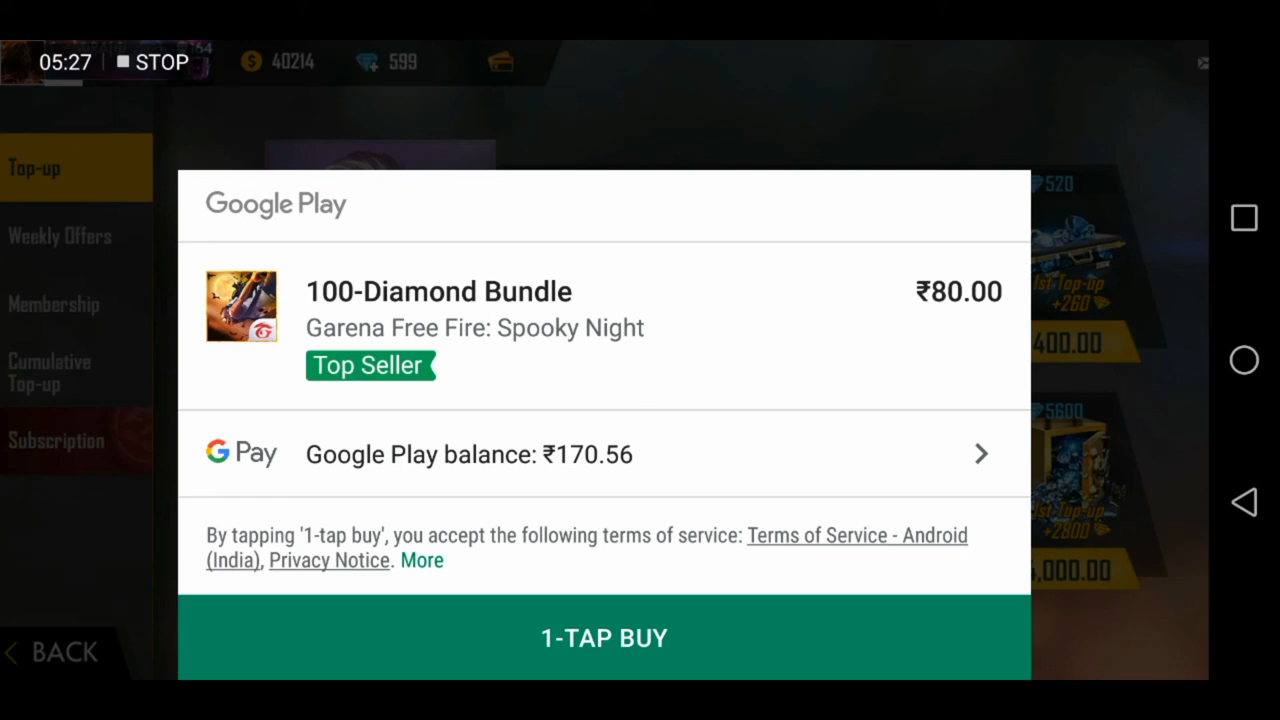 05:27 STOP
40214
599
Top-up
Weekly Offers
Membership
Cumulative
Top-up
Subscription
BACK
Google Play
100-Diamond Bundle
₹80.00
Garena Free Fire: Spooky Night
Top Seller
G Pay
Google Play balance: ₹170.56
By tapping '1-tap buy', you accept the following terms of service: Terms of Service - Android
(India), Privacy Notice. More
1-TAP BUY
520
1st Top-up
+260
400.00
5600
1st Top-up
+2800
,000.00